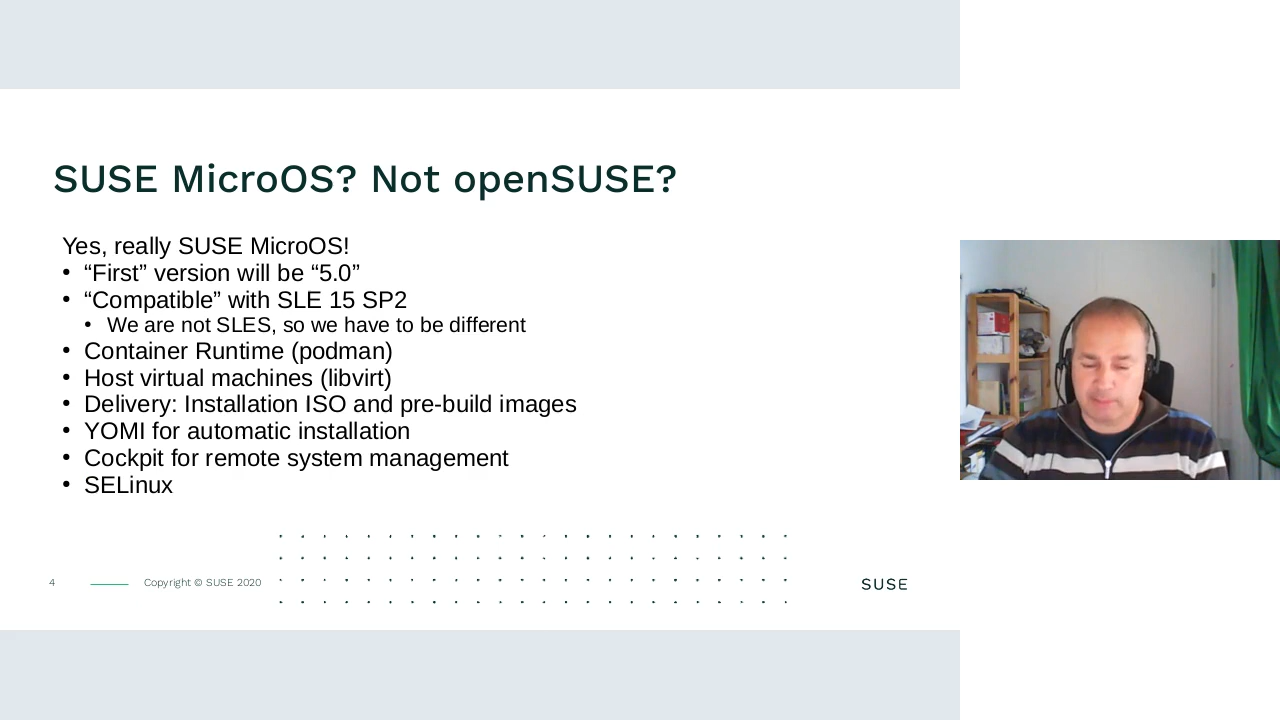 SUSE MicroOS? Not openSUSE?
Yes, really SUSE MicroOS!
• “First” version will be “5.0”
• “Compatible” with SLE 15 SP2
• We are not SLES, so we have to be different
• Container Runtime (podman)
• Host virtual machines (libvirt)
• Delivery: Installation ISO and pre-build images
• YOMI for automatic installation
• Cockpit for remote system management
• SELinux
4 Copyright © SUSE 2020 SUSE